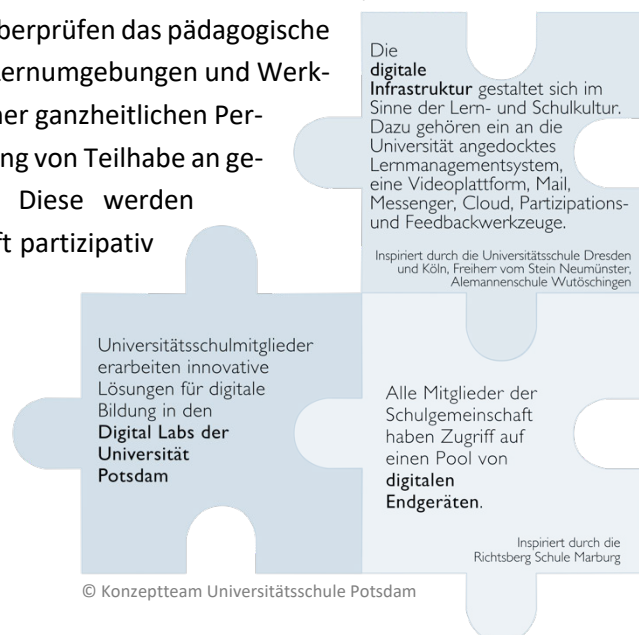 berprüfen das pädagogische
ernumgebungen und Werk-
er ganzheitlichen Per-
ng von Teilhabe an ge-
Diese werden
ft partizipativ
Die
digitale
Infrastruktur gestaltet sich im
Sinne der Lern- und Schulkultur.
Dazu gehören ein an die
Universität angedocktes
Lernmanagementsystem,
eine Videoplattform, Mail,
Messenger, Cloud, Partizipations-
und Feedbackwerkzeuge.
Inspiriert durch die Universitätsschule Dresden
und Köln, Freiherr vom Stein Neumünster,
Alemannenschule Wutöschingen
Universitätsschulmitglieder
erarbeiten innovative
Lösungen für digitale
Bildung in den
Digital Labs der
Universität
Potsdam
Alle Mitglieder der
Schulgemeinschaft
haben Zugriff auf
einen Pool von
digitalen
Endgeräten.
Inspiriert durch die
Richtsberg Schule Marburg
© Konzeptteam Universitätsschule Potsdam